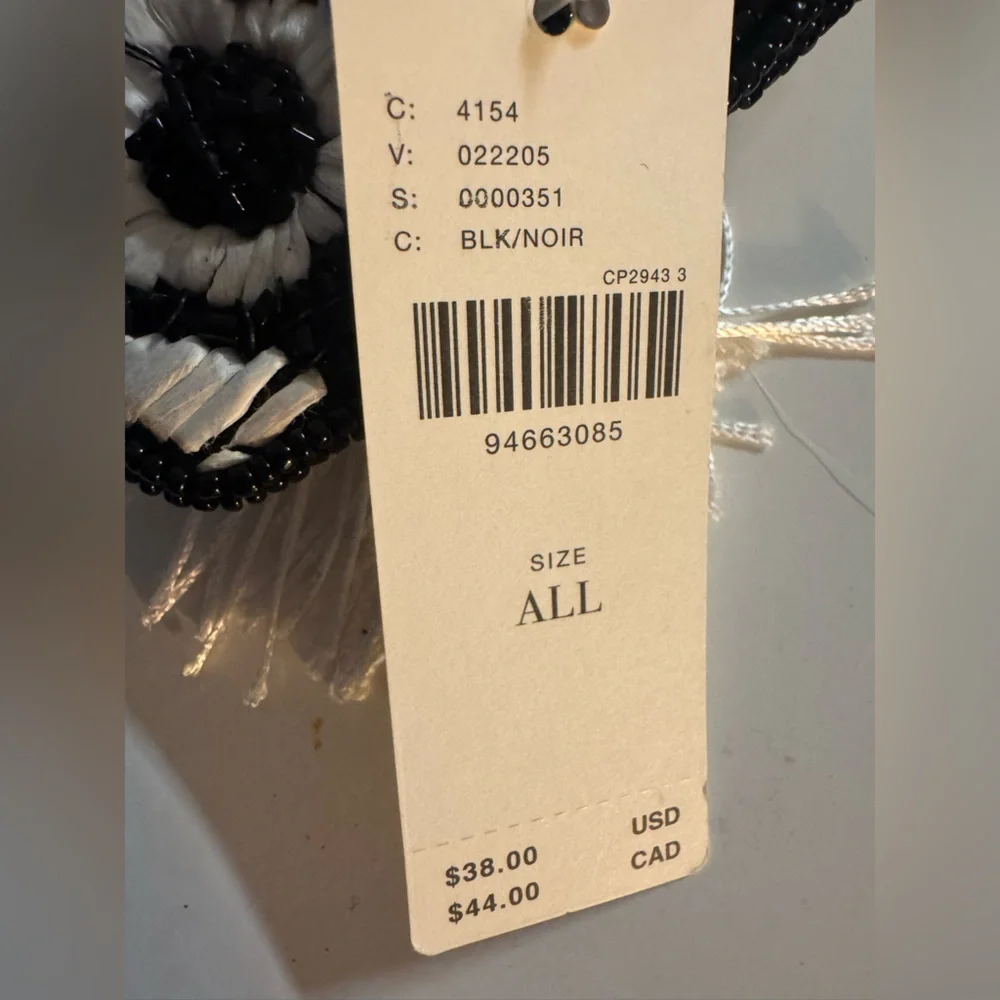 C: 4154
V: 022205
S: 0000351
C: BLK/NOIR
CP2943 3
94663085
SIZE
ALL
$38.00 USD
$44.00 CAD